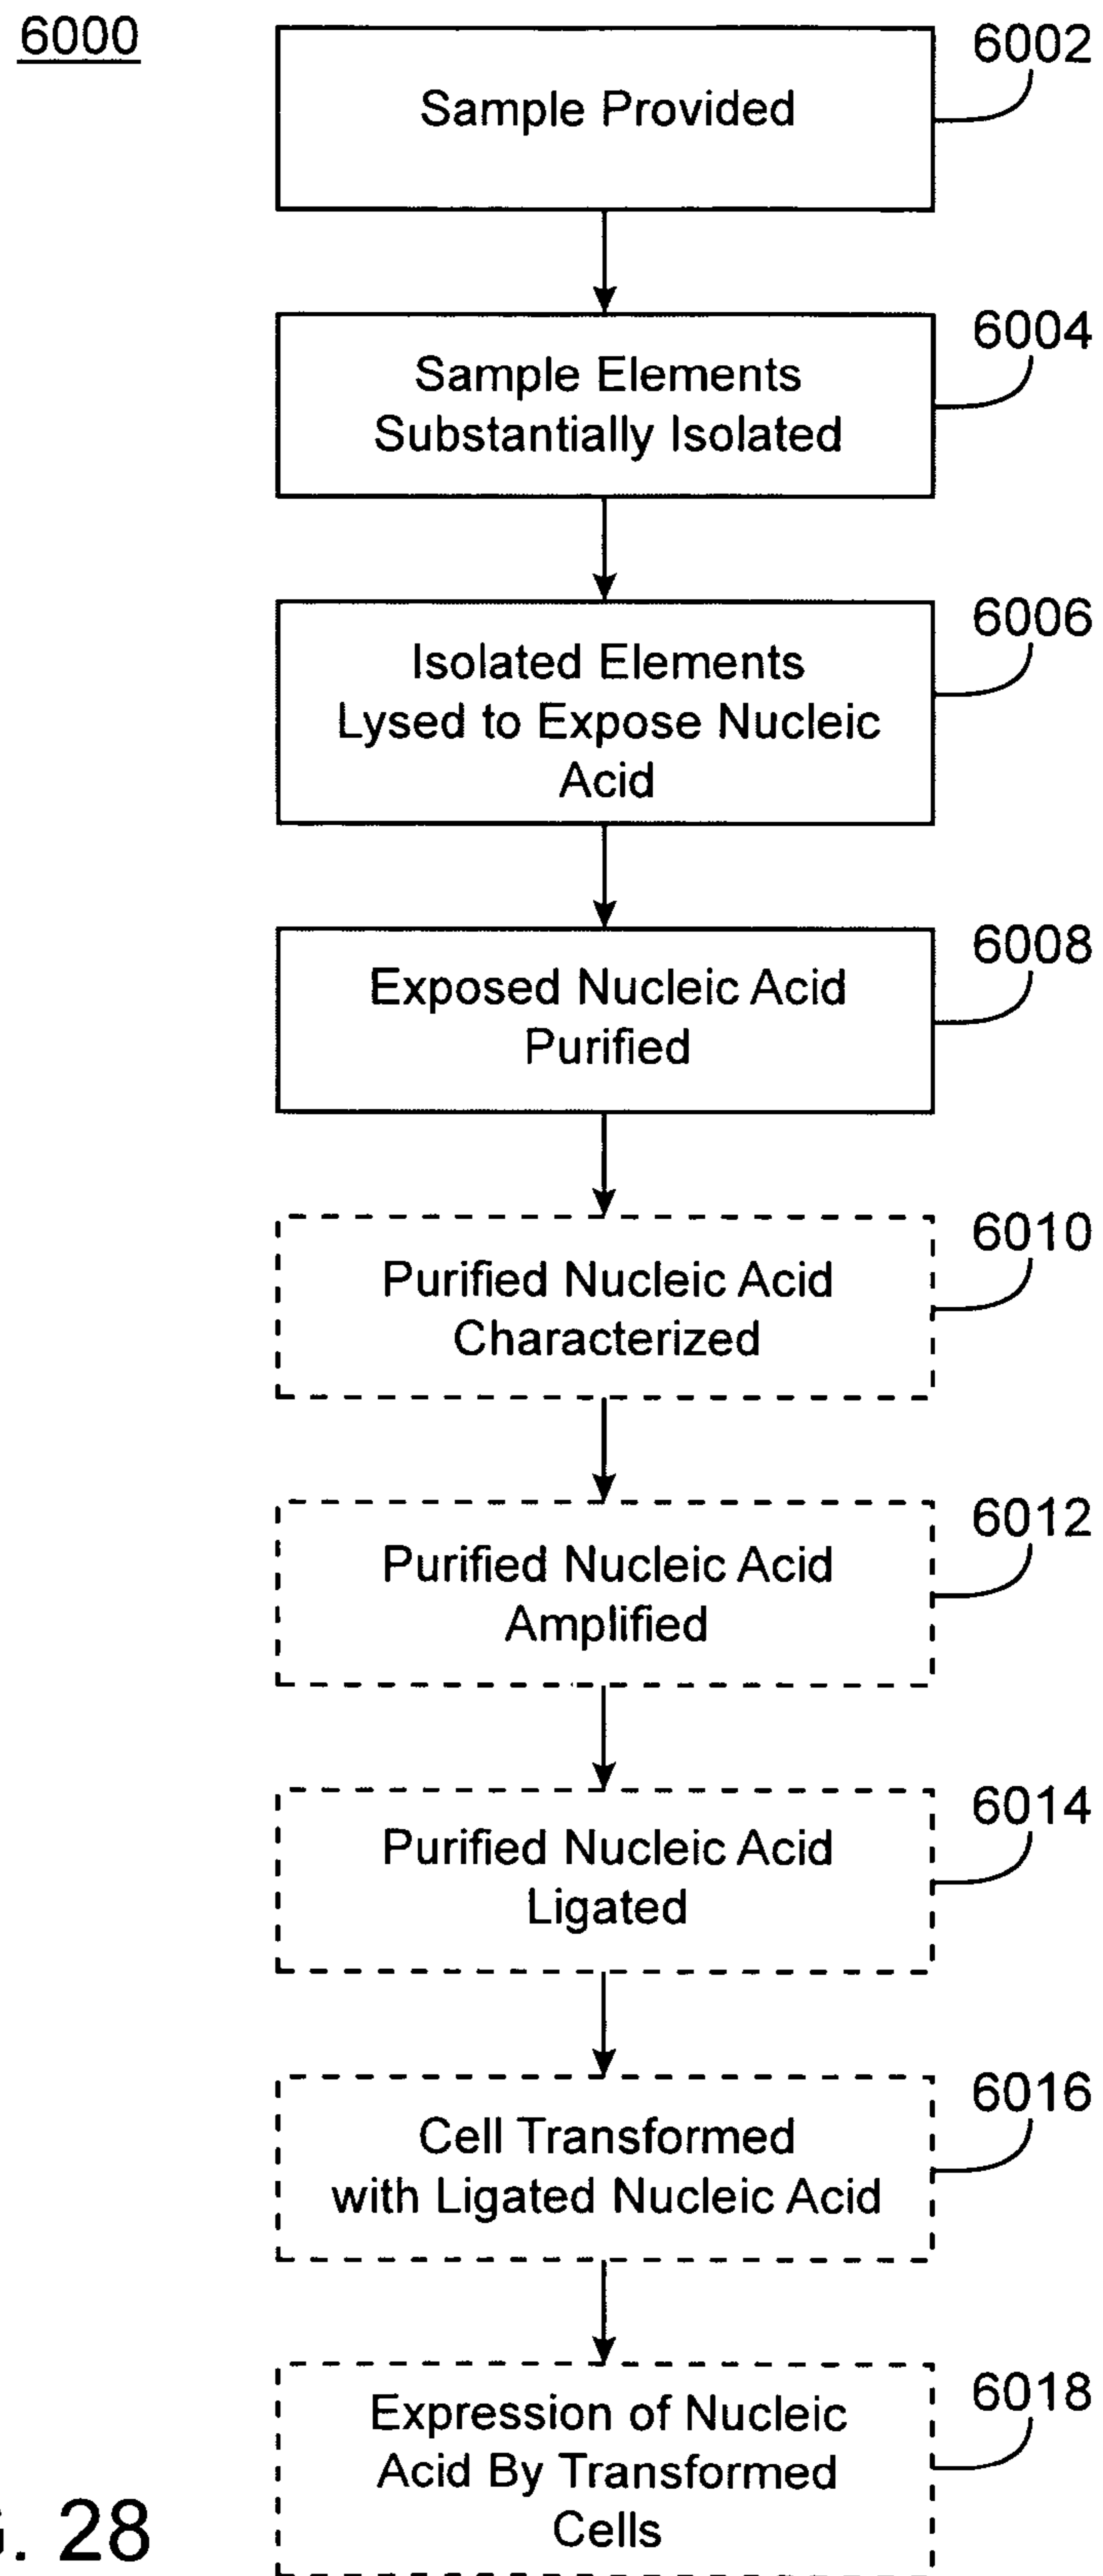 6000
6002
Sample Provided
6004
Sample Elements
Substantially Isolated
6006
Isolated Elements
Lysed to Expose Nucleic
Acid
6008
Exposed Nucleic Acid
Purified
6010
Purified Nucleic Acid
Characterized
6012
Purified Nucleic Acid
Amplified
6014
Purified Nucleic Acid
Ligated
6016
Cell Transformed
with Ligated Nucleic Acid
6018
Expression of Nucleic
Acid By Transformed
Cells
28